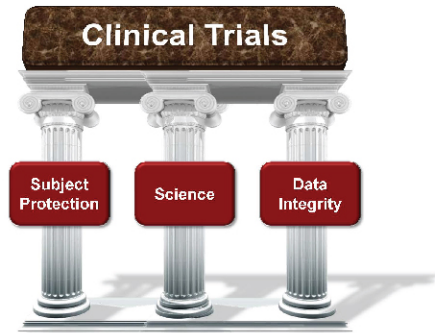 Clinical Trials
Subject
Protection
Science
Data
Integrity